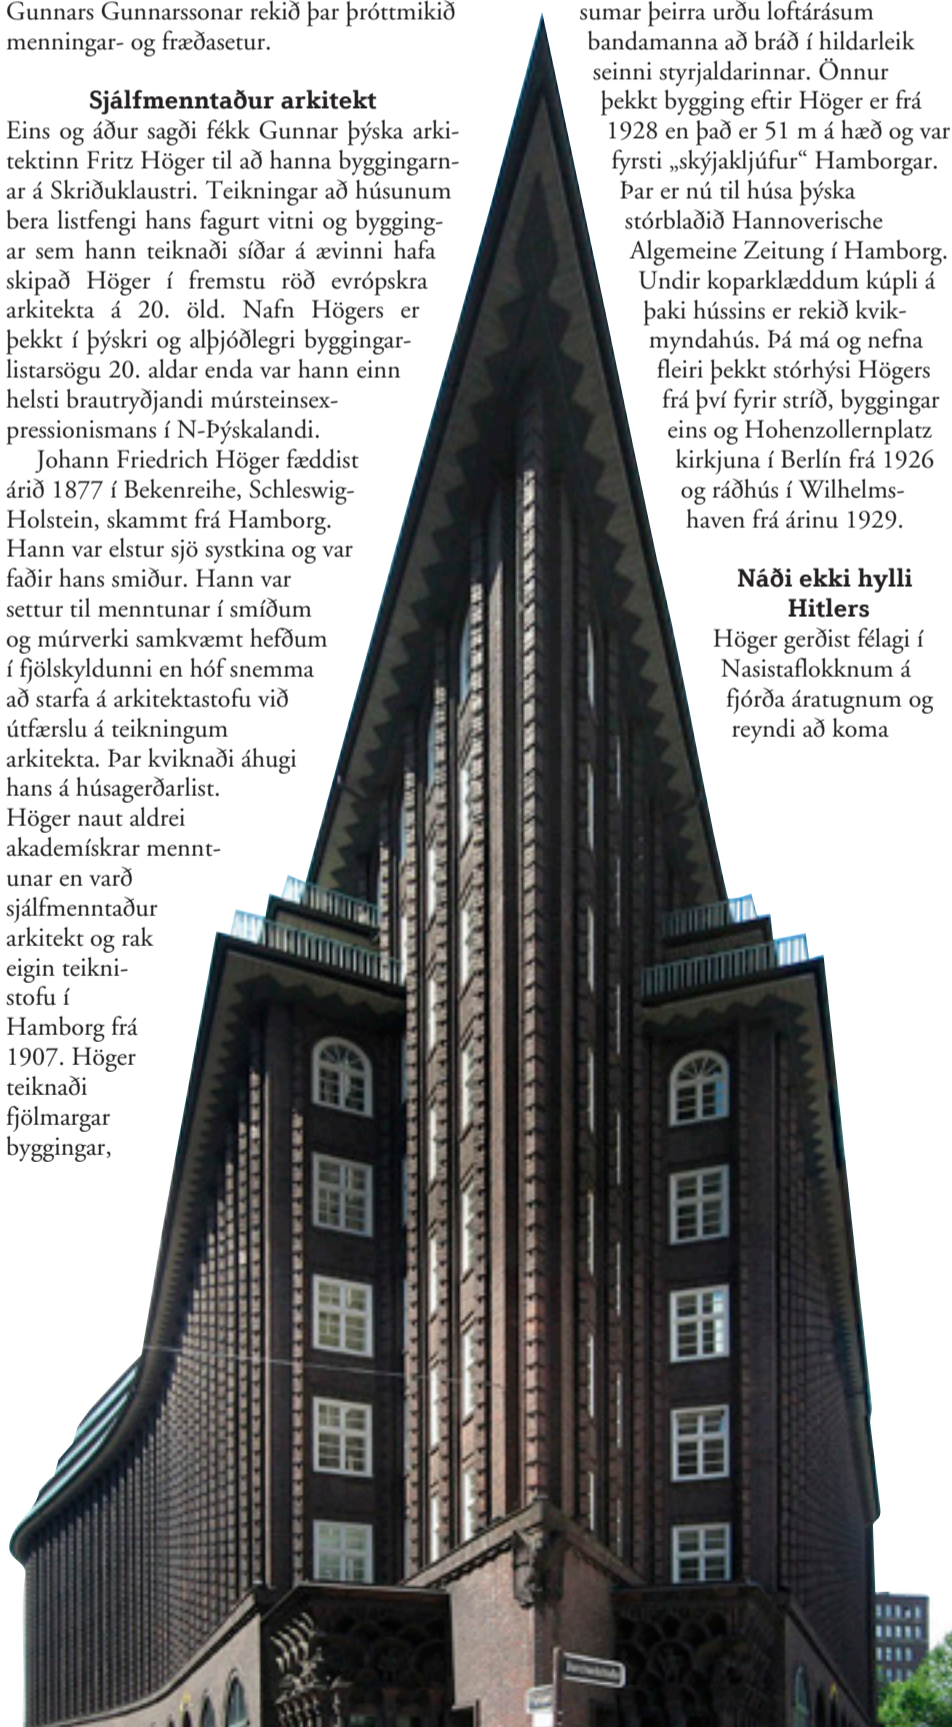 Gunnars Gunnarssonar rekið þar þróttmikið
menningar- og fræðasetur.
Sjálfmenntaður arkitekt
Eins og áður sagði fékk Gunnar þýska arki-
tektinn Fritz Höger til að hanna byggingarn-
ar á Skriðuklaustri. Teikningar að húsunum
bera listfengi hans fagurt vitni og bygging-
ar sem hann teiknaði síðar á ævinni hafa
skipað Höger í fremstu röð evrópskra
arkitekta á 20. öld. Nafn Högers er
þekkt í þýskri og alþjóðlegri byggingar-
listarsögu 20. aldar enda var hann einn
helsti brautryðjandi múrsteinsex-
pressionismans í N-Þýskalandi.
Johann Friedrich Höger fæddist
árið 1877 í Bekenreihe, Schleswig-
Holstein, skammt frá Hamborg.
Hann var elstur sjö systkina og var
faðir hans smiður. Hann var
settur til menntunar í smíðum
og múrverki samkvæmt hefðum
í fjölskyldunni en hóf snemma
að starfa á arkitektastofu við
útfærslu á teikningum
arkitekta. Þar kviknaði áhugi
hans á húsagerðarlist.
Höger naut aldrei
akademískrar mennt-
unar en varð
sjálfmenntaður
arkitekt og rak
eigin teikni-
stofu í
Hamborg frá
1907. Höger
teiknaði
fjölmargar
byggingar,
sumar þeirra urðu loftárásum
bandamanna að bráð í hildarleik
seinni styrjaldarinnar. Önnur
þekkt bygging eftir Höger er frá
1928 en það er 51 m á hæð og var
fyrsti „skýjakljúfur“ Hamborgar.
Þar er nú til húsa þýska
stórblaðið Hannoverische
Algemeine Zeitung í Hamborg.
Undir koparklæddum kúpli á
þaki hússins er rekið kvik-
myndahús. Þá má og nefna
fleiri þekkt stórhýsi Högers
frá því fyrir stríð, byggingar
eins og Hohenzollernplatz
kirkjuna í Berlín frá 1926
og ráðhús í Wilhelms-
haven frá árinu 1929.
Náði ekki hylli
Hitlers
Höger gerðist félagi í
Nasistaflokknum á
fjórða áratugnum og
reyndi að koma